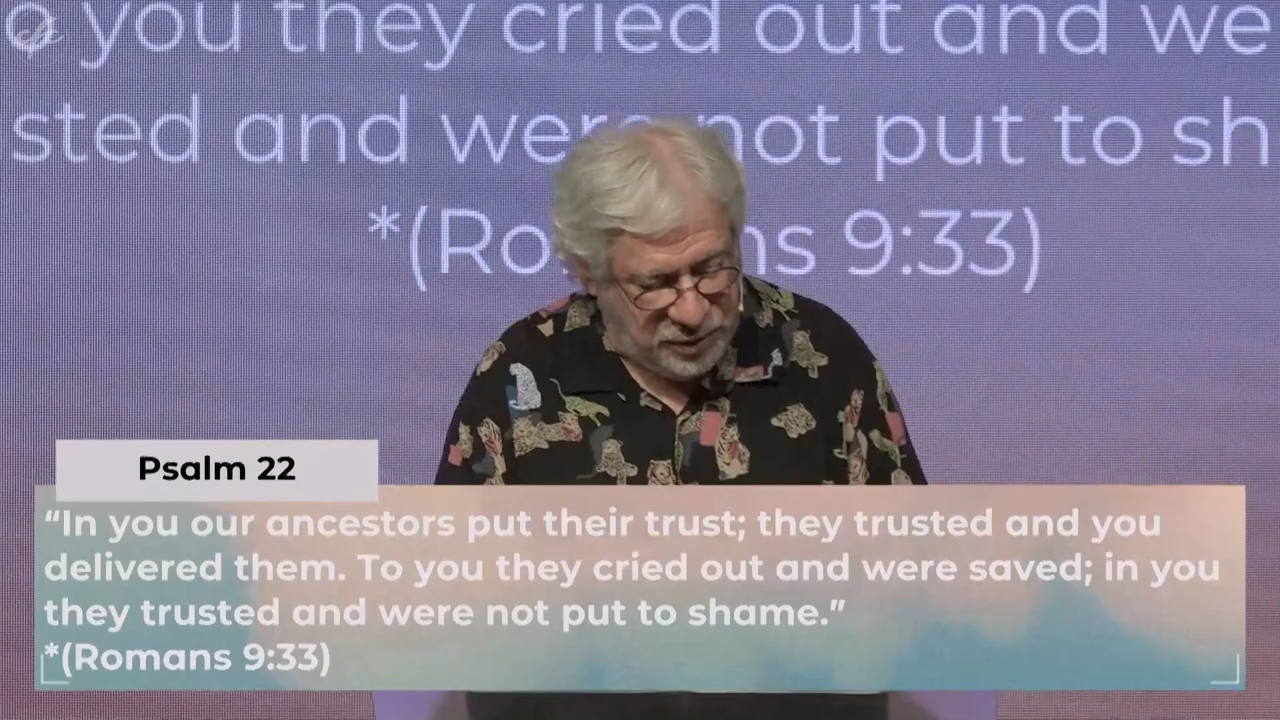 cfc
o you they cried out and we
sted and were not put to sh
*(Ro ns 9:33)
Psalm 22
“In you our ancestors put their trust; they trusted and you
delivered them. To you they cried out and were saved; in you
they trusted and were not put to shame.”
*(Romans 9:33)